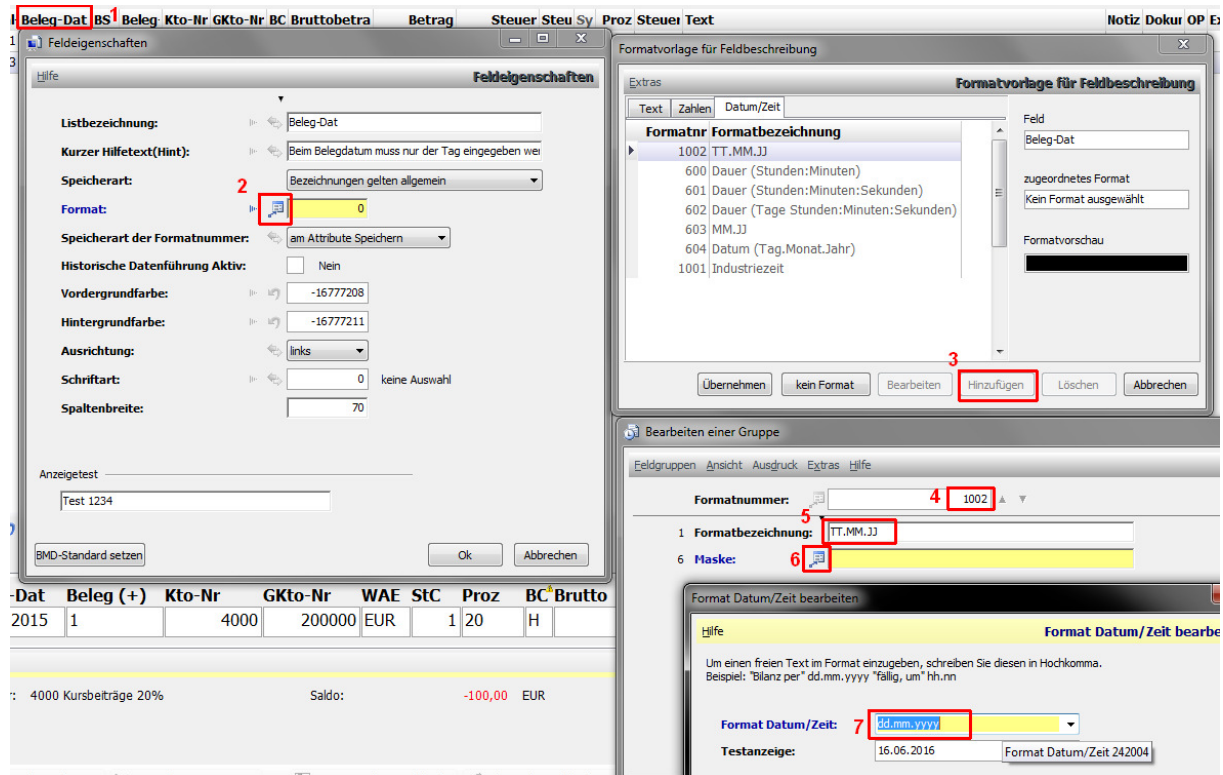 Beleg-Dat 1 BS Beleg Kto-Nr GKto-Nr BC Bruttobetra Betrag Steuer Steu Sy Proz Steuer Text Notiz Dokur OP
1
3
Feldeigenschaften
Hilfe
Feldeigenschaften
Listbezeichnung: Beleg-Dat
Kurzer Hilfetext(Hint): Beim Belegdatum muss nur der Tag eingegeben wer
Speicherart: Bezeichnungen gelten allgemein
2
Format: 0
Speicherart der Formatnummer: am Attribute Speichern
Historische Datenführung Aktiv: Nein
Vordergrundfarbe: -16777208
Hintergrundfarbe: -16777211
Ausrichtung: links
Schriftart: 0 keine Auswahl
Spaltenbreite: 70
Anzeigetest
Test 1234
BMD-Standard setzen Ok Abbrechen
Formatvorlage für Feldbeschreibung
Extras
Formatvorlage für Feldbeschreibung
Text Zahlen Datum/Zeit
Formatnr Formatbezeichnung
1002 TT.MM.JJ
600 Dauer (Stunden:Minuten)
601 Dauer (Stunden:Minuten:Sekunden)
602 Dauer (Tage Stunden:Minuten:Sekunden)
603 MM.JJ
604 Datum (Tag.Monat.Jahr)
1001 Industriezeit
Feld
Beleg-Dat
zugeordnetes Format
Kein Format ausgewählt
Formatvorschau
3
Übernehmen kein Format Bearbeiten Hinzufügen Löschen Abbrechen
Bearbeiten einer Gruppe
Feldgruppen Ansicht Ausdruck Extras Hilfe
Formatnummer: 4 1002
5
1 Formatbezeichnung: TT.MM.JJ
6 Maske: 6
Format Datum/Zeit bearbeiten
Hilfe
Format Datum/Zeit bearbe
Um einen freien Text im Format einzugeben, schreiben Sie diesen in Hochkomma.
Beispiel: "Bilanz per" dd.mm.yyyy "fällig, um" hh.nn
Format Datum/Zeit: 7 dd.mm.yyyy
Testanzeige: 16.06.2016 Format Datum/Zeit 242004
-Dat Beleg (+) Kto-Nr GKto-Nr WAE StC Proz BC Brutto
2015 1 4000 200000 EUR 1 20 H
4000 Kursbeiträge 20% Saldo: -100,00 EUR